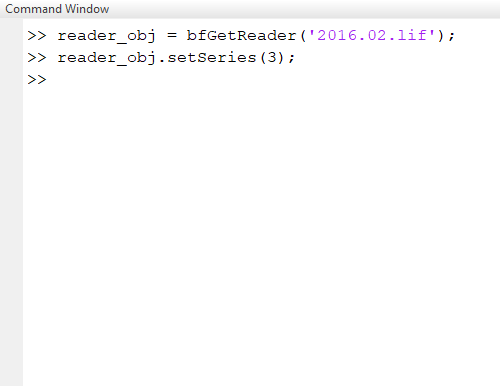 Command Window
>> reader_obj = bfGetReader('2016.02.lif');
>> reader_obj.setSeries(3);
>>